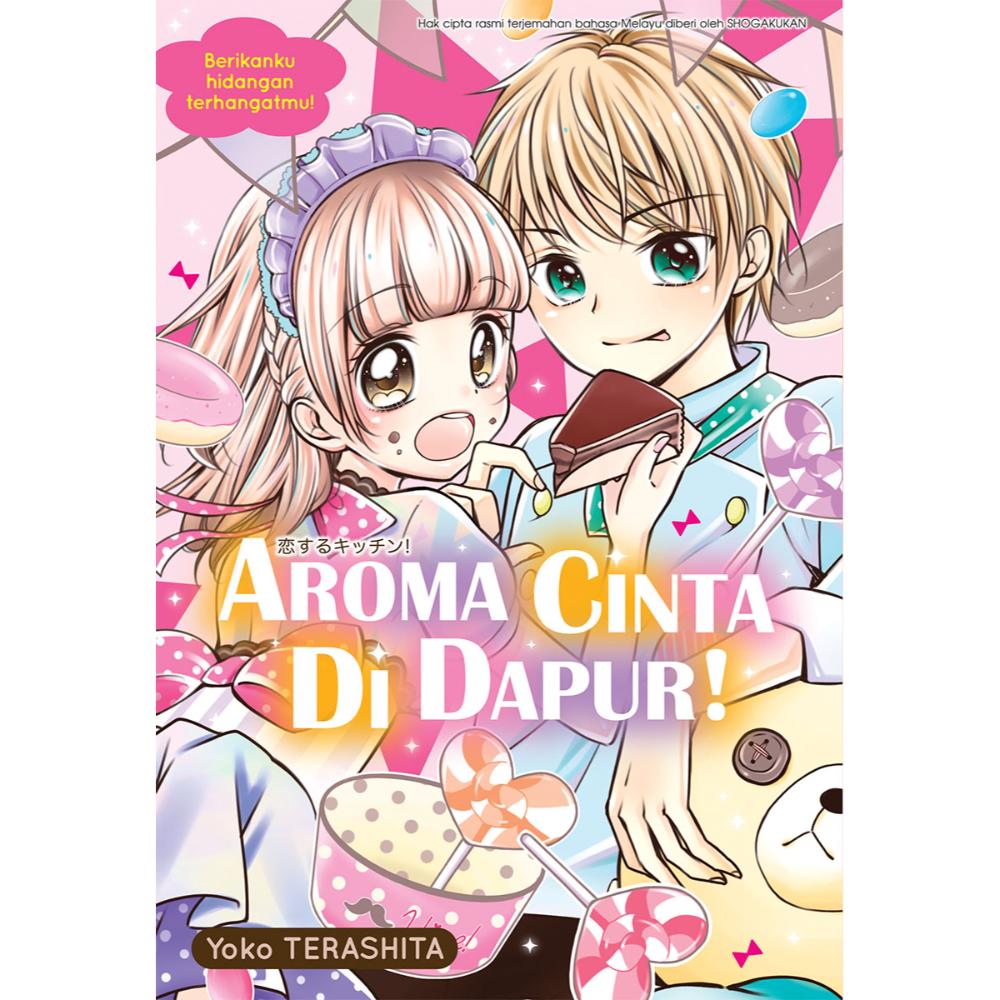 Hak cipta rasmi terjemahan bahasa Melayu diberi oleh SHOGAKUKAN
Berikanku
hidangan
terhangatmu!
恋するキッチン!
AROMA CINTA
DI DAPUR!
Yoko TERASHITA